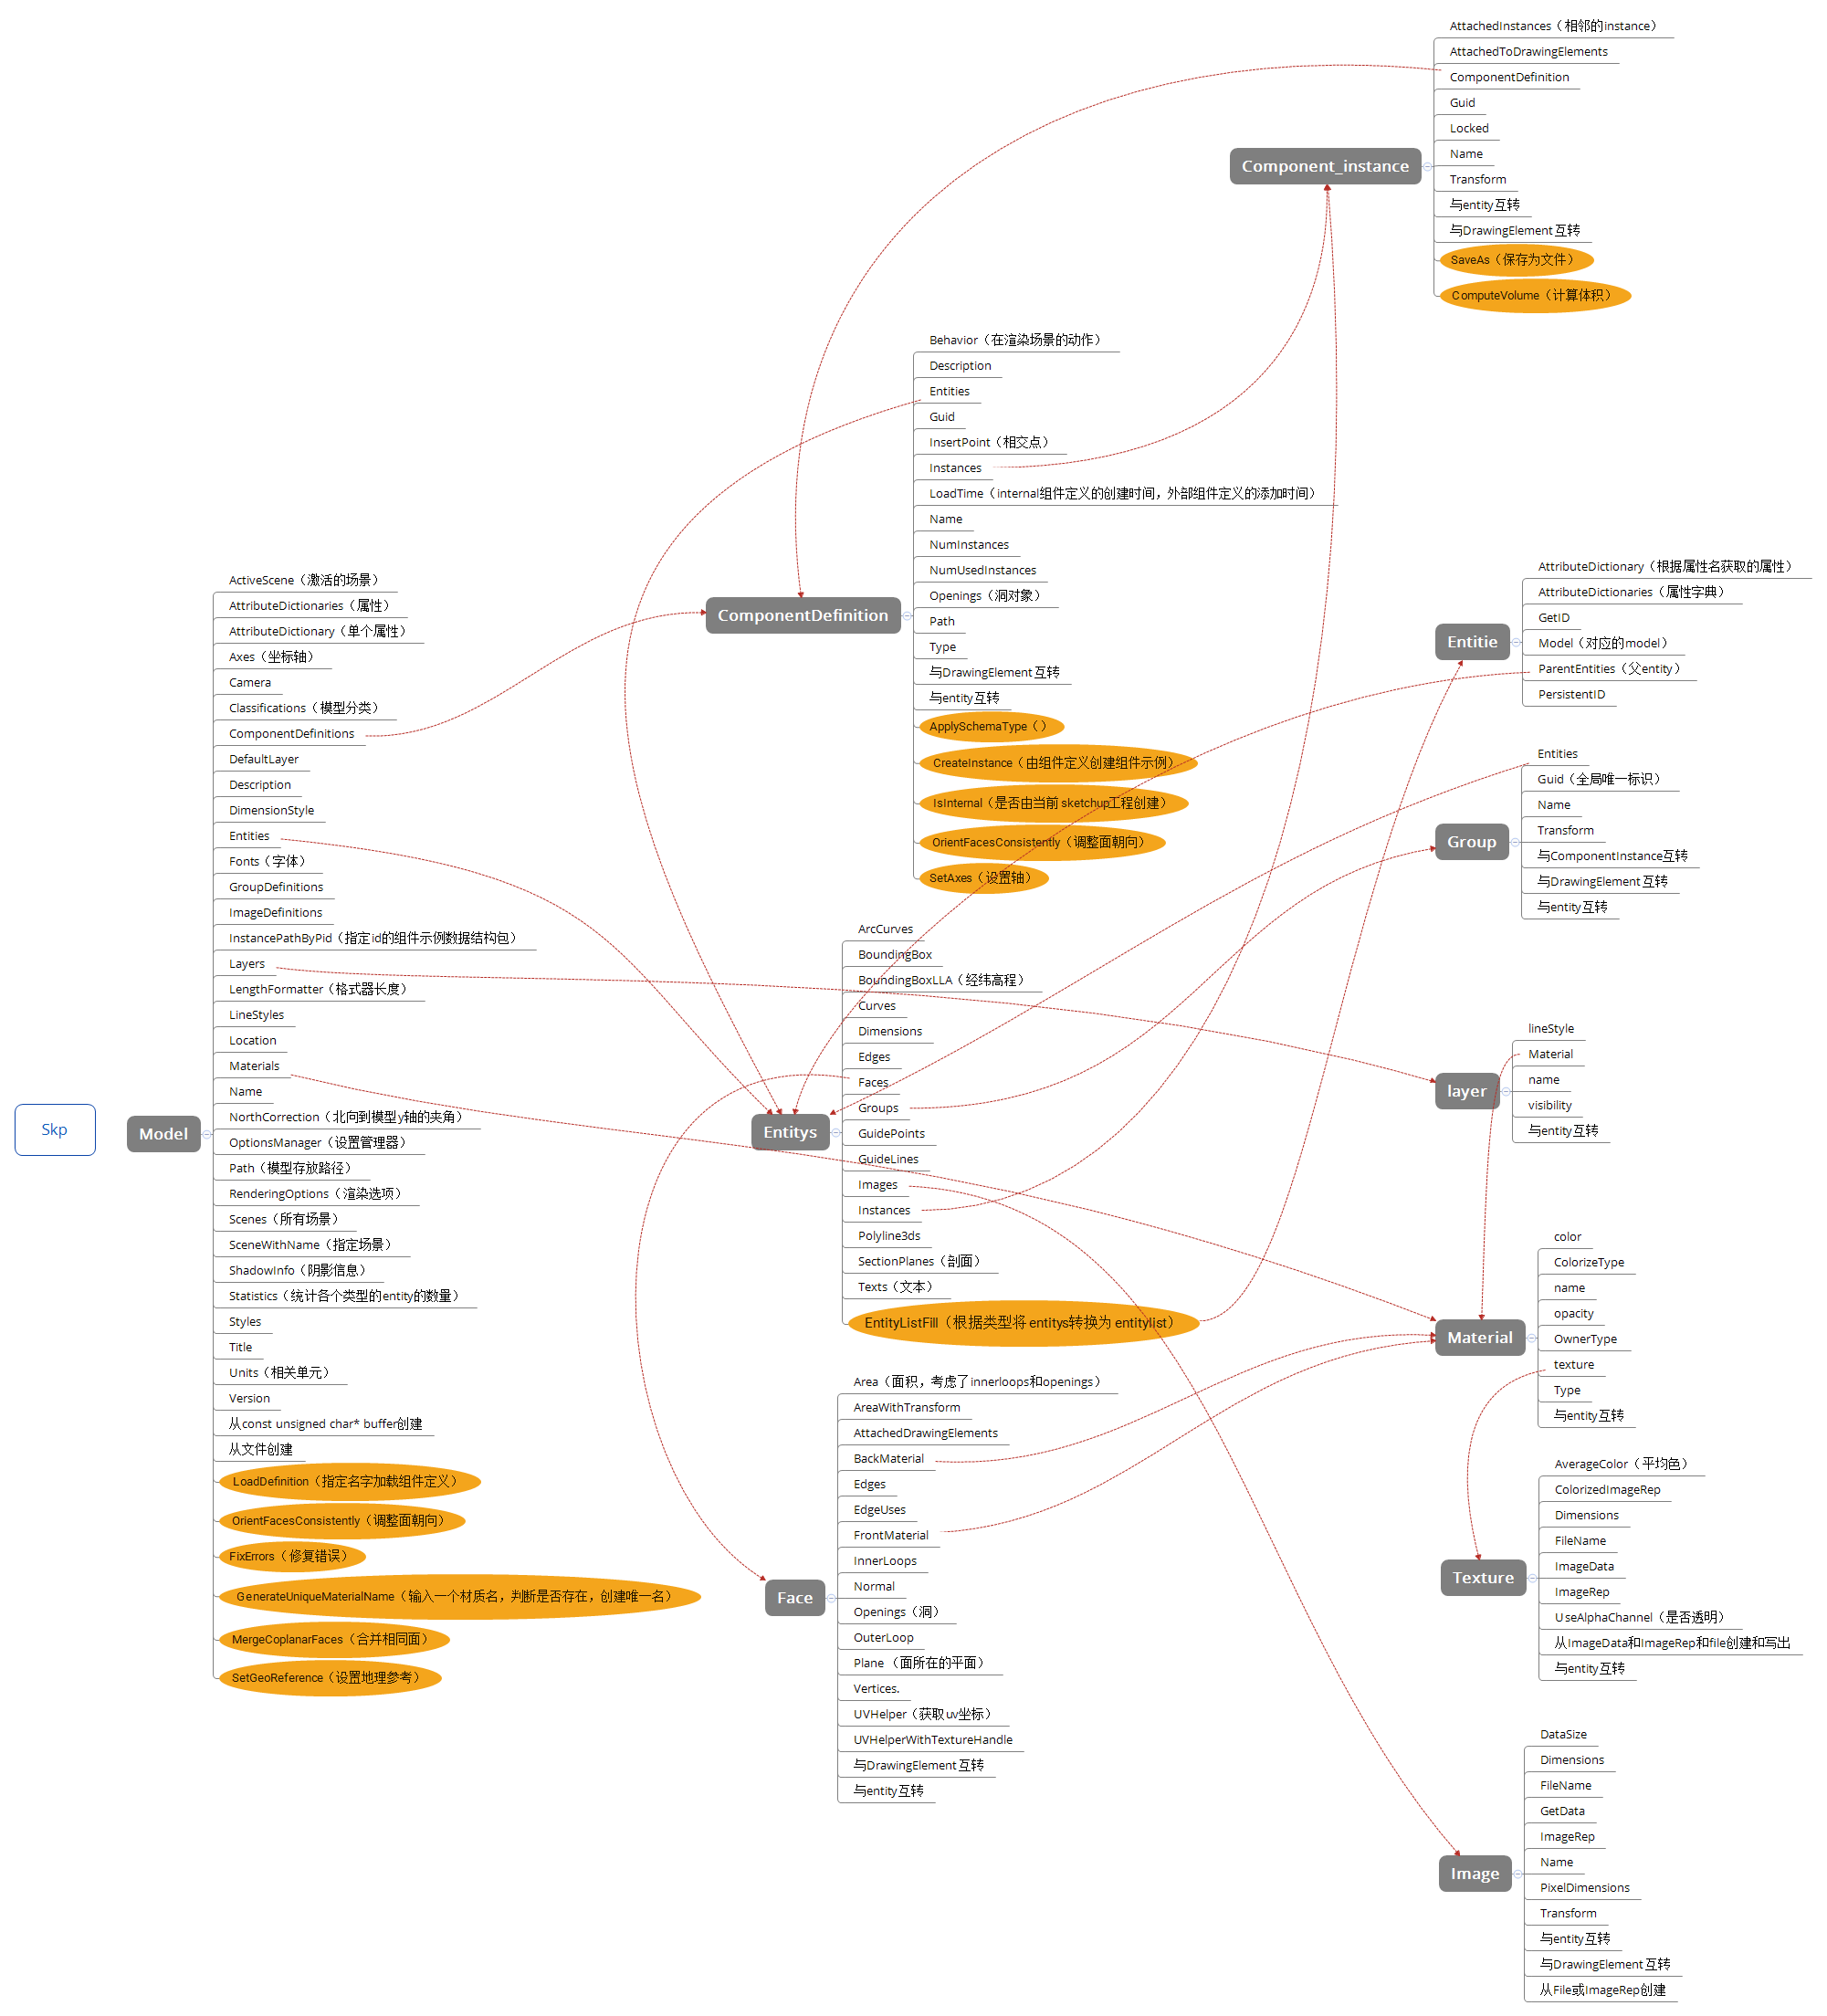 Skp
Model
ActiveScene（激活的场景）
AttributeDictionaries（属性）
AttributeDictionary（单个属性）
Axes（坐标轴）
Camera
Classifications（模型分类）
ComponentDefinitions
DefaultLayer
Description
DimensionStyle
Entities
Fonts（字体）
GroupDefinitions
ImageDefinitions
InstancePathByPid（指定id的组件示例数据结构包）
Layers
LengthFormatter（格式器长度）
LineStyles
Location
Materials
Name
NorthCorrection（北向到模型y轴的夹角）
OptionsManager（设置管理器）
Path（模型存放路径）
RenderingOptions（渲染选项）
Scenes（所有场景）
SceneWithName（指定场景）
ShadowInfo（阴影信息）
Statistics（统计各个类型的entity的数量）
Styles
Title
Units（相关单元）
Version
从const unsigned char* buffer创建
从文件创建
LoadDefinition（指定名字加载组件定义）
OrientFacesConsistently（调整面朝向）
FixErrors（修复错误）
GenerateUniqueMaterialName（输入一个材质名，判断是否存在，创建唯一名）
MergeCoplanarFaces（合并相同面）
SetGeoReference（设置地理参考）
ComponentDefinition
Behavior（在渲染场景的动作）
Description
Entities
Guid
InsertPoint（相交点）
Instances
LoadTime（internal组件定义的创建时间，外部组件定义的添加时间）
Name
NumInstances
NumUsedInstances
Openings（洞对象）
Path
Type
与DrawingElement互转
与entity互转
ApplySchemaType（）
CreateInstance（由组件定义创建组件示例）
IsInternal（是否由当前sketchup工程创建）
OrientFacesConsistently（调整面朝向）
SetAxes（设置轴）
Entitys
ArcCurves
BoundingBox
BoundingBoxLLA（经纬高程）
Curves
Dimensions
Edges
Faces
Groups
GuidePoints
GuideLines
Images
Instances
Polyline3ds
SectionPlanes（剖面）
Texts（文本）
EntityListFill（根据类型将entitys转换为entitylist）
Face
Area（面积，考虑了innerloops和openings）
AreaWithTransform
AttachedDrawingElements
BackMaterial
Edges
EdgeUses
FrontMaterial
InnerLoops
Normal
Openings（洞）
OuterLoop
Plane （面所在的平面）
Vertices.
UVHelper（获取uv坐标）
UVHelperWithTextureHandle
与DrawingElement互转
与entity互转
Component_instance
AttachedInstances（相邻的instance）
AttachedToDrawingElements
ComponentDefinition
Guid
Locked
Name
Transform
与entity互转
与DrawingElement互转
SaveAs（保存为文件）
ComputeVolume（计算体积）
Entitie
AttributeDictionary（根据属性名获取的属性）
AttributeDictionaries（属性字典）
GetID
Model（对应的model）
ParentEntities（父entity）
PersistentID
Group
Entities
Guid（全局唯一标识）
Name
Transform
与ComponentInstance互转
与DrawingElement互转
与entity互转
layer
lineStyle
Material
name
visibility
与entity互转
Material
color
ColorizeType
name
opacity
OwnerType
texture
Type
与entity互转
Texture
AverageColor（平均色）
ColorizedImageRep
Dimensions
FileName
ImageData
ImageRep
UseAlphaChannel（是否透明）
从ImageData和ImageRep和file创建和写出
与entity互转
Image
DataSize
Dimensions
FileName
GetData
ImageRep
Name
PixelDimensions
Transform
与entity互转
与DrawingElement互转
从File或ImageRep创建